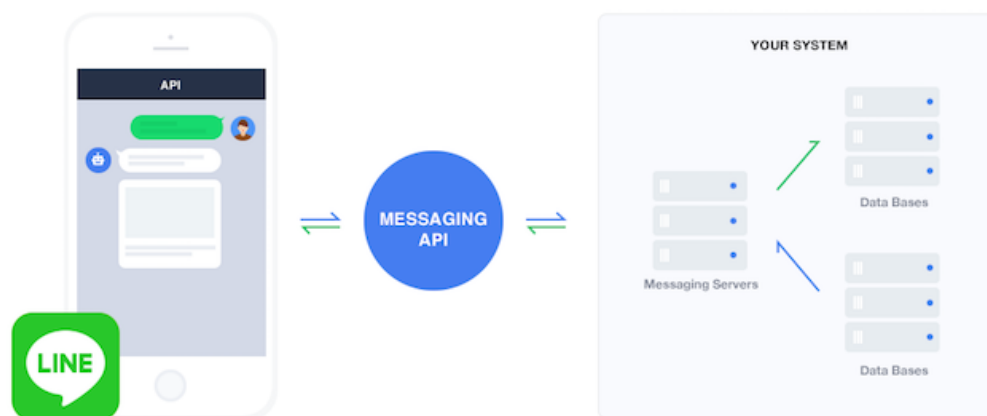 API
LINE
MESSAGING
API
YOUR SYSTEM
Messaging Servers
Data Bases
Data Bases